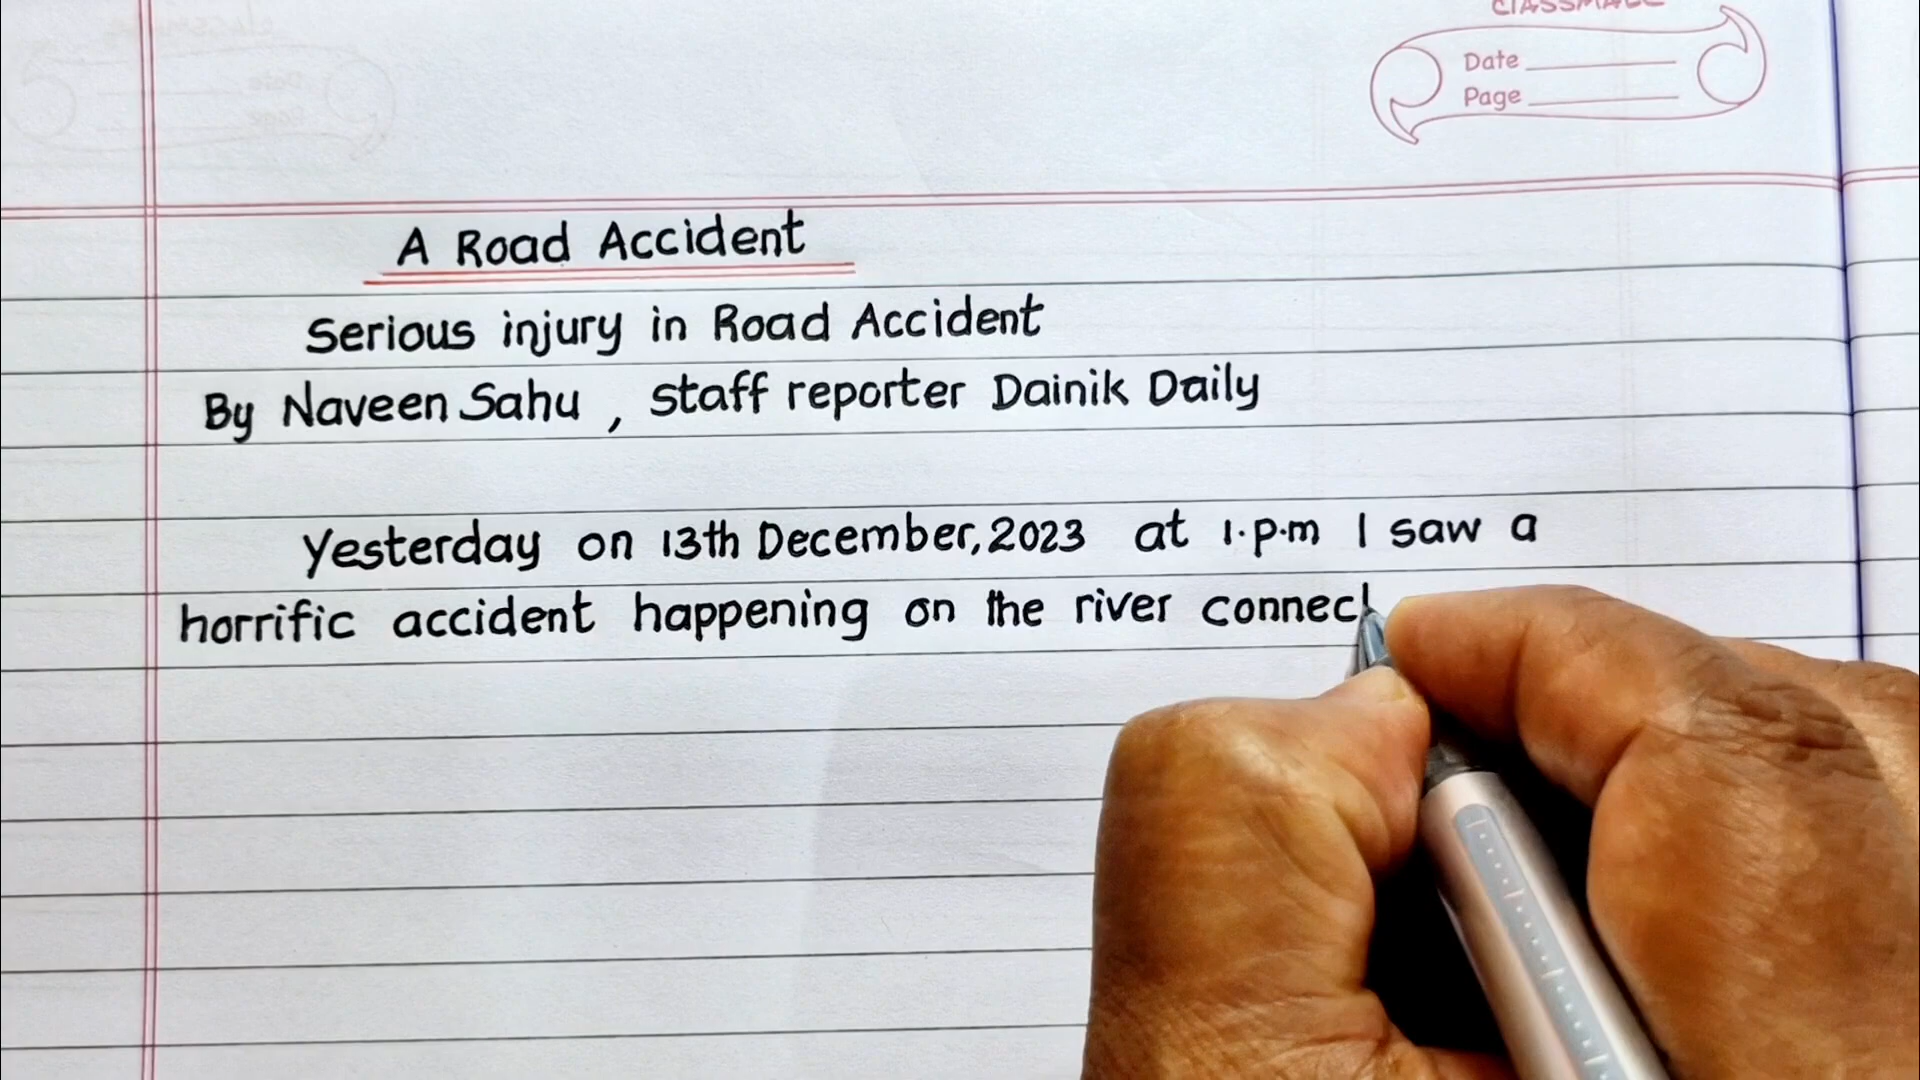 Date
Page
A Road Accident
Serious injury in Road Accident
By Naveen Sahu , Staff reporter Dainik Daily
Yesterday on 13th December, 2023 at 1.p.m I saw a
horrific accident happening on the river connec